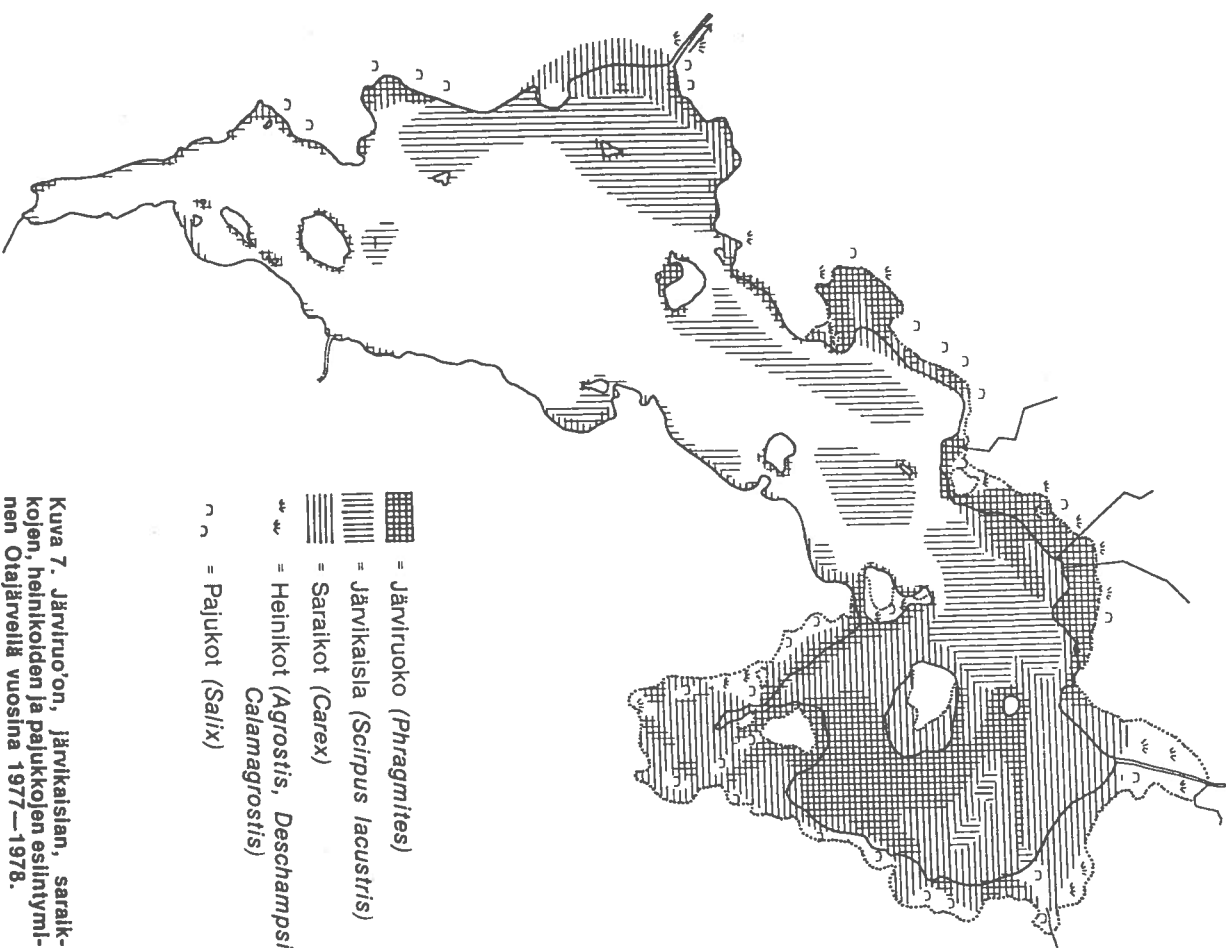 = Järviruoko (Phragmites)
= Järvikaisla (Scirpus lacustris)
= Saraikot (Carex)
= Heinikot (Agrostis, Deschampsi
Calamagrostis)
= Pajukot (Salix)
Kuva 7. Järviruo'on, järvikaislan, saraik-
kojen, heinikoiden ja pajukkojen esiintymi-
nen Otajärvellä vuosina 1977—1978.